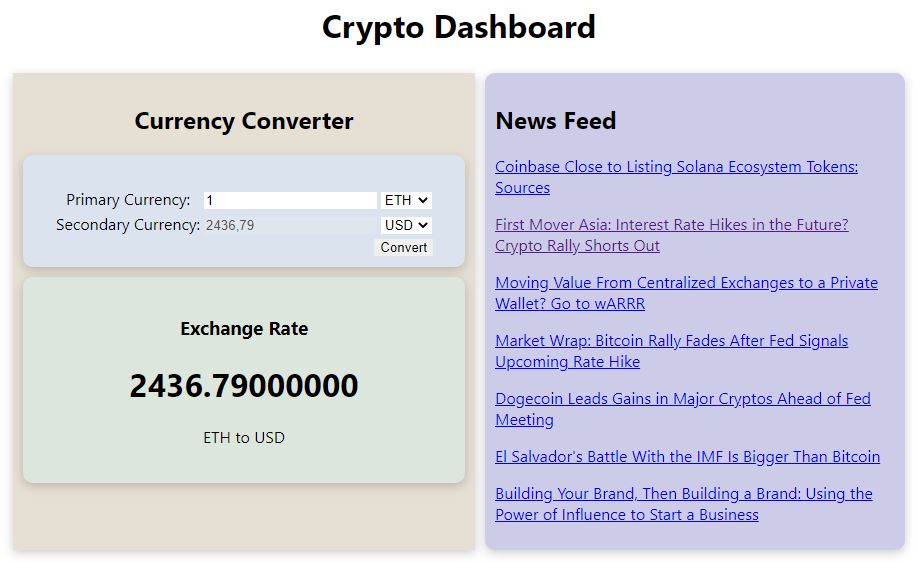 Crypto Dashboard
Currency Converter
Primary Currency: 1 ETH
Secondary Currency: 2436,79 USD
Convert
Exchange Rate
2436.79000000
ETH to USD
News Feed
Coinbase Close to Listing Solana Ecosystem Tokens:
Sources
First Mover Asia: Interest Rate Hikes in the Future?
Crypto Rally Shorts Out
Moving Value From Centralized Exchanges to a Private
Wallet? Go to wARRR
Market Wrap: Bitcoin Rally Fades After Fed Signals
Upcoming Rate Hike
Dogecoin Leads Gains in Major Cryptos Ahead of Fed
Meeting
El Salvador's Battle With the IMF Is Bigger Than Bitcoin
Building Your Brand, Then Building a Brand: Using the
Power of Influence to Start a Business